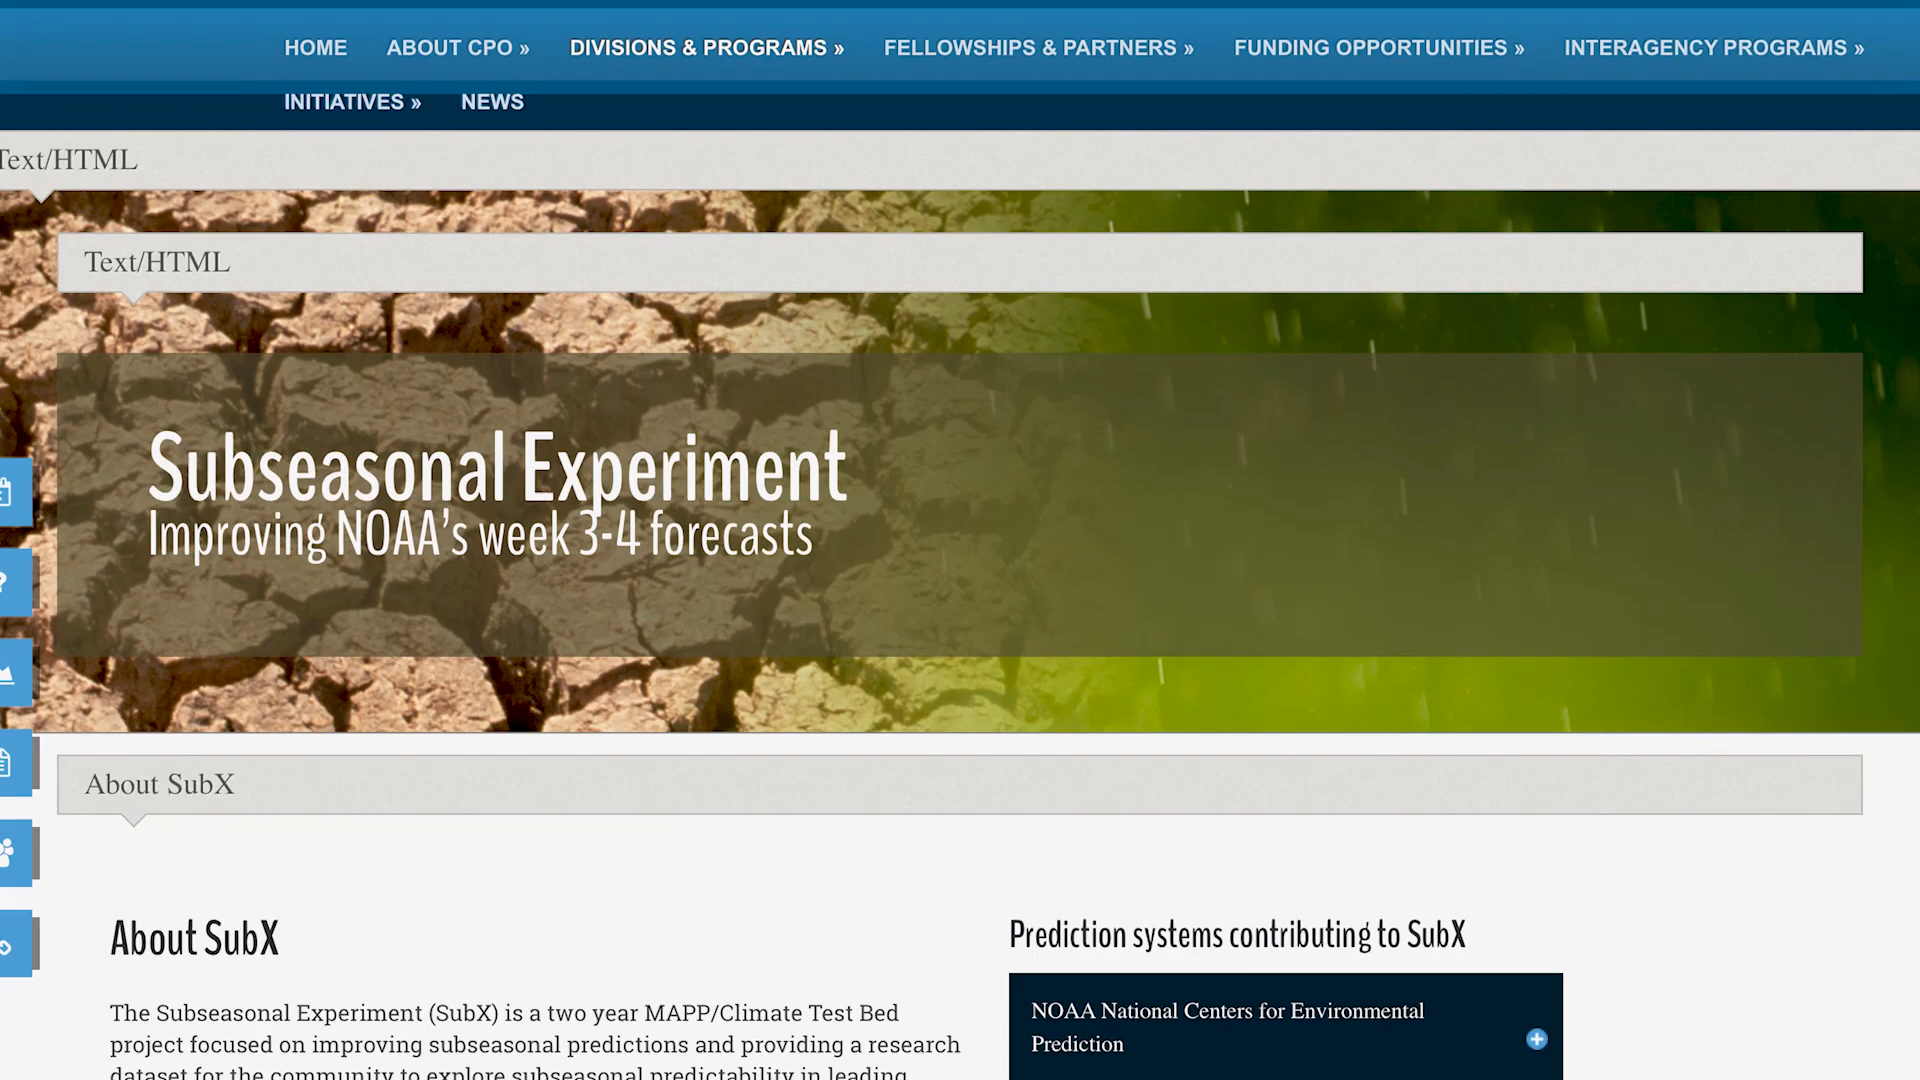 HOME ABOUT CPO » DIVISIONS & PROGRAMS » FELLOWSHIPS & PARTNERS » FUNDING OPPORTUNITIES » INTERAGENCY PROGRAMS »
INITIATIVES » NEWS
Text/HTML
Text/HTML
Subseasonal Experiment
Improving NOAA's week 3-4 forecasts
About SubX
About SubX
The Subseasonal Experiment (SubX) is a two year MAPP/Climate Test Bed
project focused on improving subseasonal predictions and providing a research
dataset for the community to explore subseasonal predictability in leading
Prediction systems contributing to SubX
NOAA National Centers for Environmental
Prediction